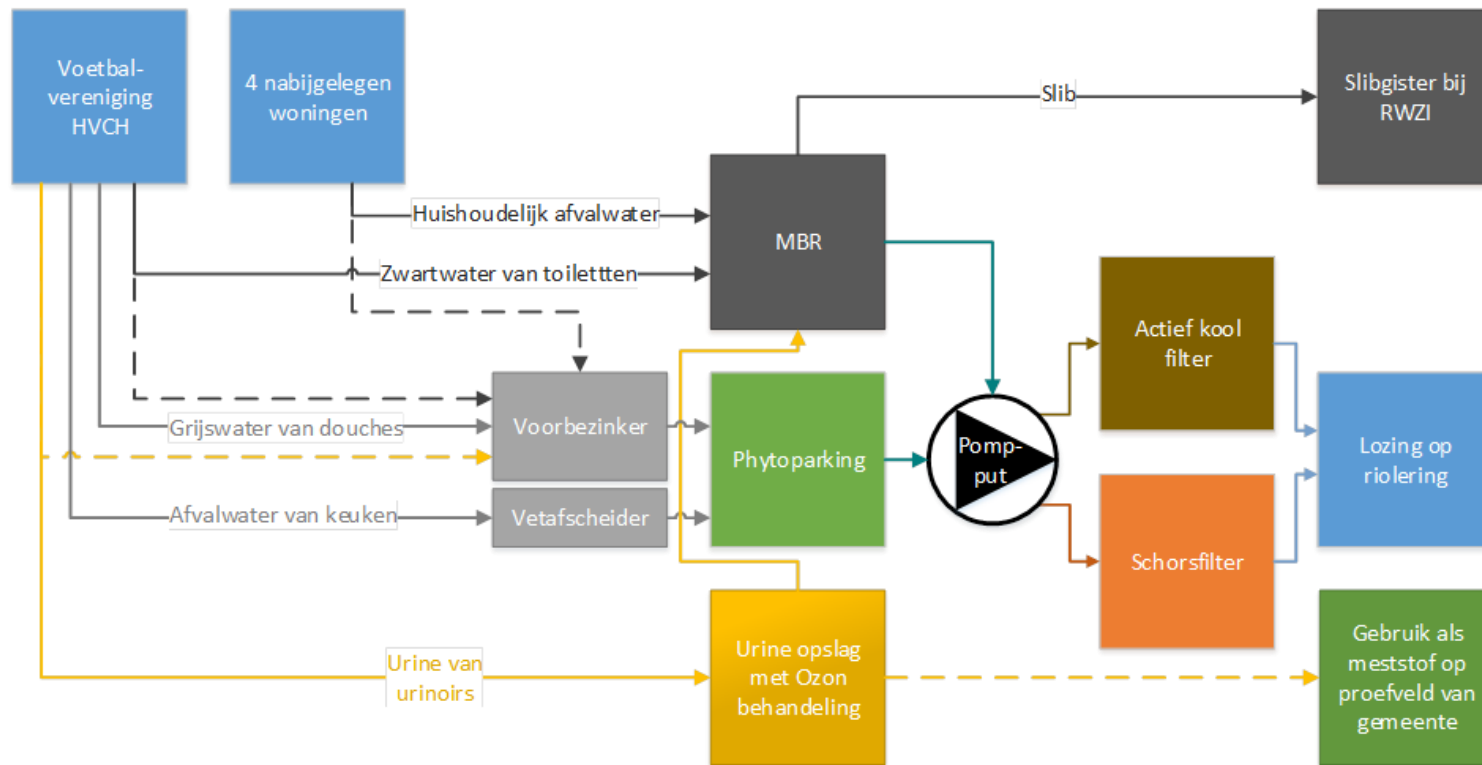 Voetbal-
vereniging
HVCH
4 nabijgelegen
woningen
Slib
Slibgister bij
RWZI
Huishoudelijk afvalwater
MBR
Zwartwater van toilettten
Actief kool
filter
Grijswater van douches
Voorbezinker
Phytoparking
Pomp-
put
Lozing op
riolering
Afvalwater van keuken
Vetafscheider
Schorsfilter
Urine van
urinoirs
Urine opslag
met Ozon
behandeling
Gebruik als
meststof op
proefveld van
gemeente